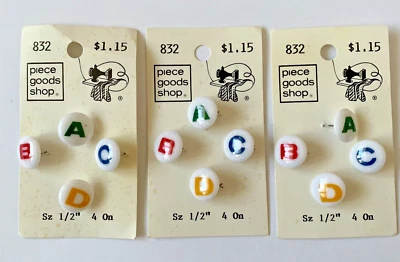 832 $1.15
piece
goods
shop. ®
A
B C
D
Sz 1/2" 4 On
832 $1.15
piece
goods
shop. ®
A
B C
D
Sz 1/2" 4 On
832 $1.15
piece
goods
shop. ®
A
B C
D
Sz 1/2" 4 On